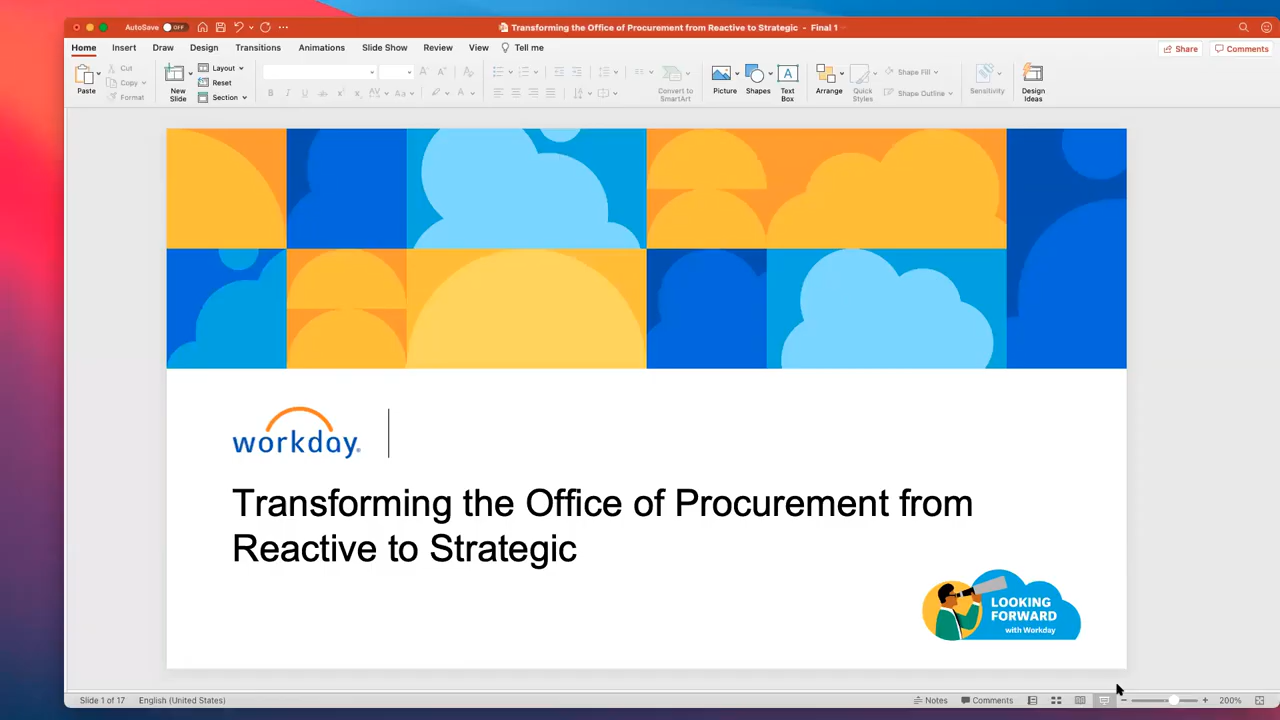 AutoSave OFF
Transforming the Office of Procurement from Reactive to Strategic - Final 1
Home Insert Draw Design Transitions Animations Slide Show Review View Tell me
Share Comments
Paste
Cut
Copy
Format
New Slide
Layout
Reset
Section
Convert to SmartArt
Picture
Shapes
Text Box
Arrange
Quick Styles
Shape Fill
Shape Outline
Sensitivity
Design Ideas
workday.
Transforming the Office of Procurement from
Reactive to Strategic
LOOKING
FORWARD
with Workday
Slide 1 of 17 English (United States) Notes Comments 200%